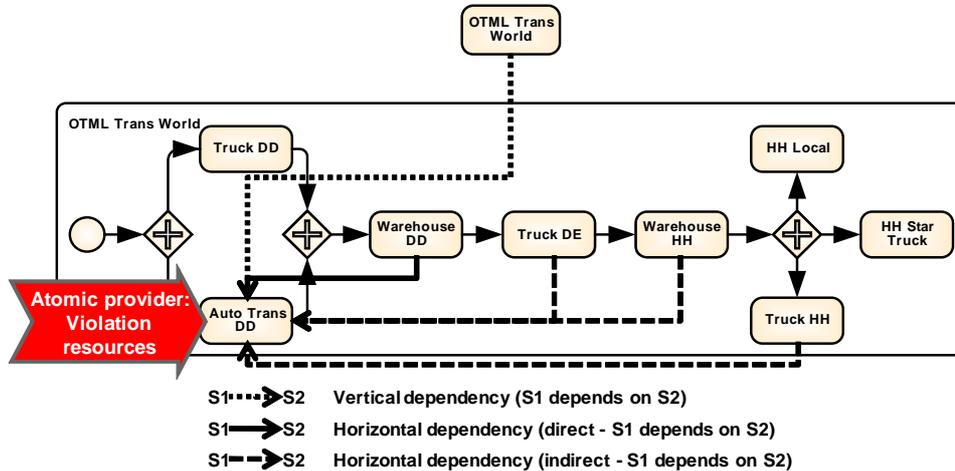 OTML Trans
World
OTML Trans World
Truck DD
HH Local
Warehouse
DD
Truck DE
Warehouse
HH
HH Star
Truck
Atomic provider:
Violation
resources
Auto Trans
DD
Truck HH
S1 S2 Vertical dependency (S1 depends on S2)
S1 S2 Horizontal dependency (direct - S1 depends on S2)
S1 S2 Horizontal dependency (indirect - S1 depends on S2)